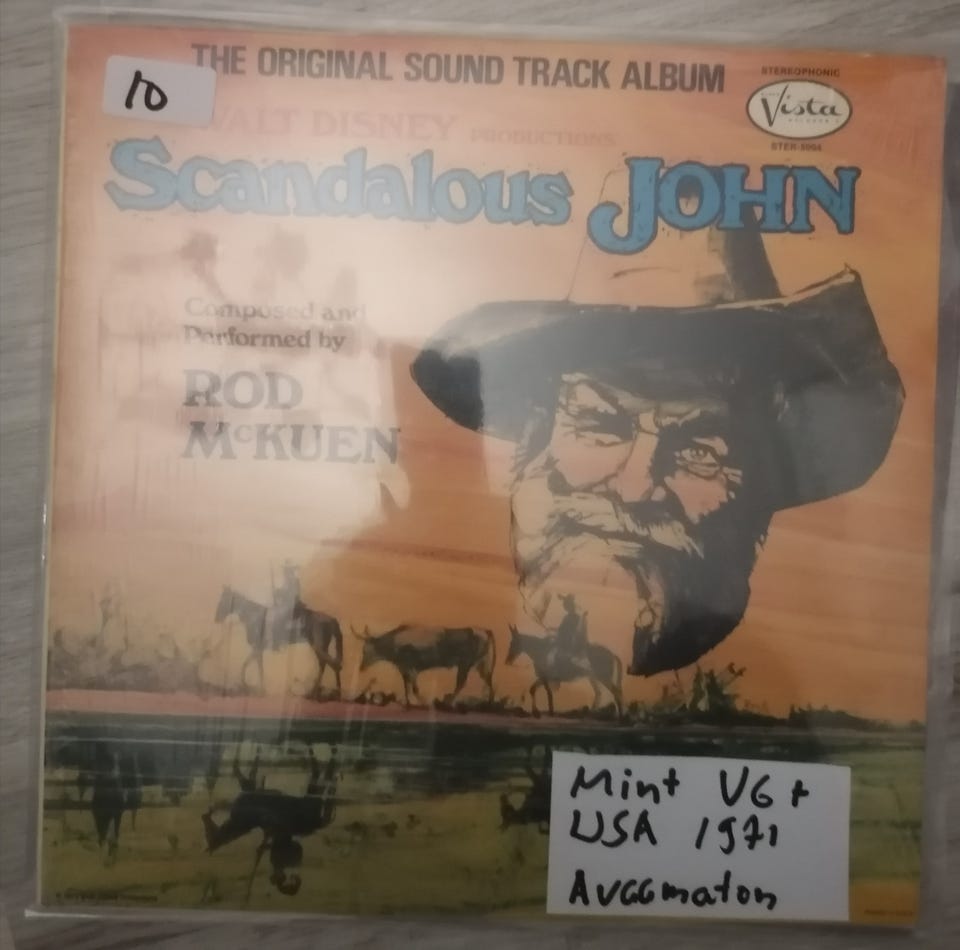 THE ORIGINAL SOUND TRACK ALBUM
10
STEREOPHONIC
Vista
STER-5004
WALT DISNEY PRODUCTIONS
Scandalous JOHN
Composed and
Performed by
ROD
McKUEN
Mint VG+
USA 1971
Avggmaton